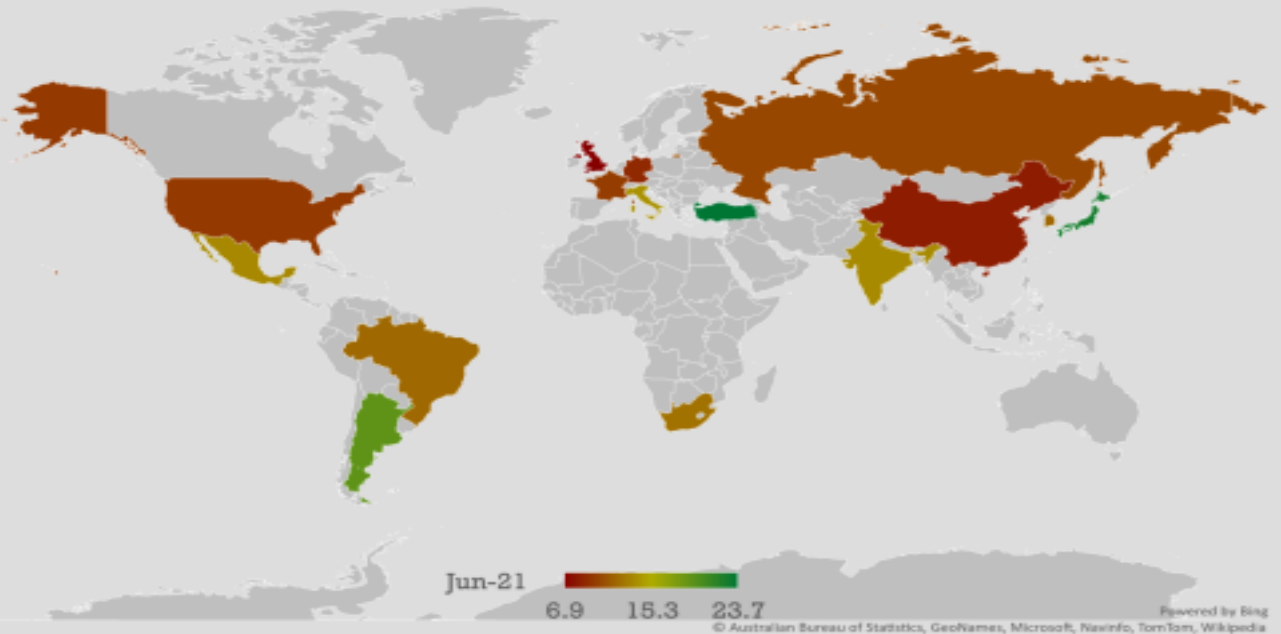 Jun-21
6.9 15.3 23.7
Powered by Bing
© Australian Bureau of Statistics, GeoNames, Microsoft, Navinfo, TomTom, Wikipedia